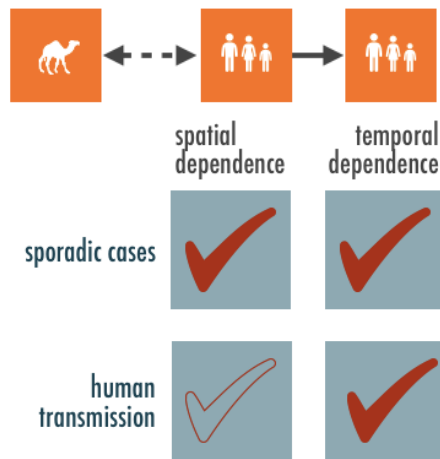 spatial
dependence
temporal
dependence
sporadic cases
human
transmission